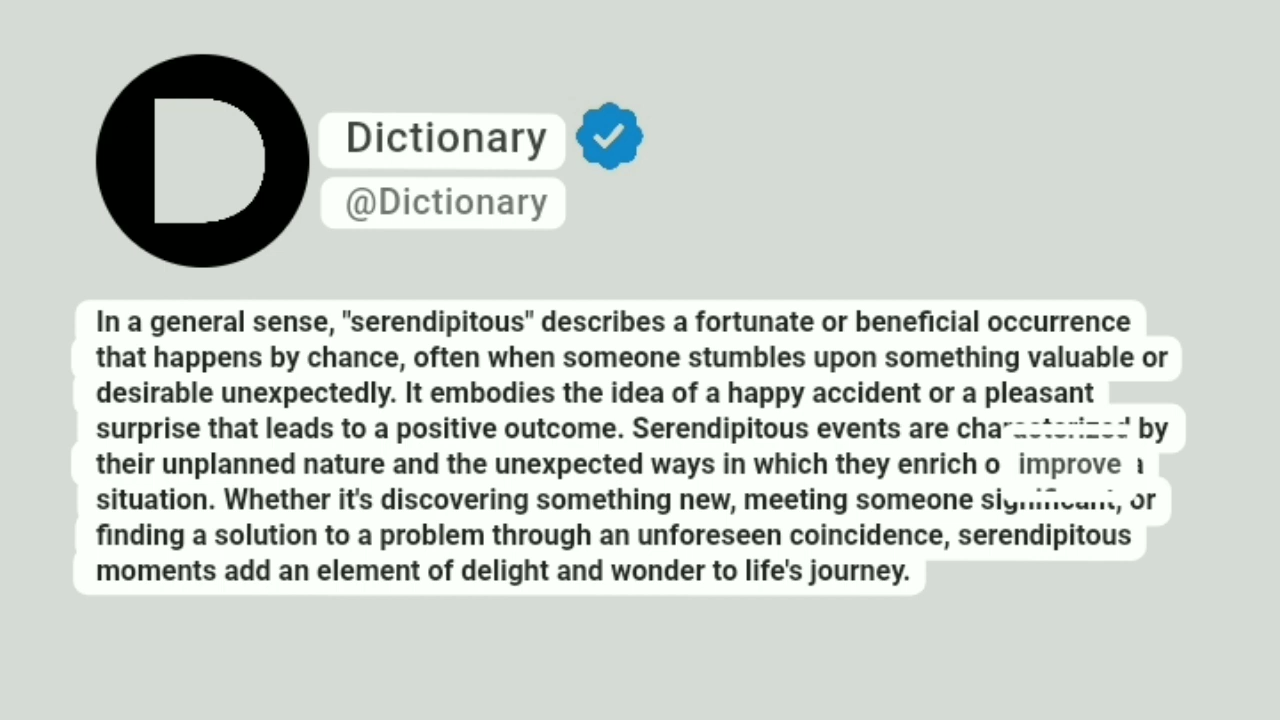 D
Dictionary
@Dictionary
In a general sense, "serendipitous" describes a fortunate or beneficial occurrence
that happens by chance, often when someone stumbles upon something valuable or
desirable unexpectedly. It embodies the idea of a happy accident or a pleasant
surprise that leads to a positive outcome. Serendipitous events are characterized by
their unplanned nature and the unexpected ways in which they enrich o improve a
situation. Whether it's discovering something new, meeting someone significant, or
finding a solution to a problem through an unforeseen coincidence, serendipitous
moments add an element of delight and wonder to life's journey.